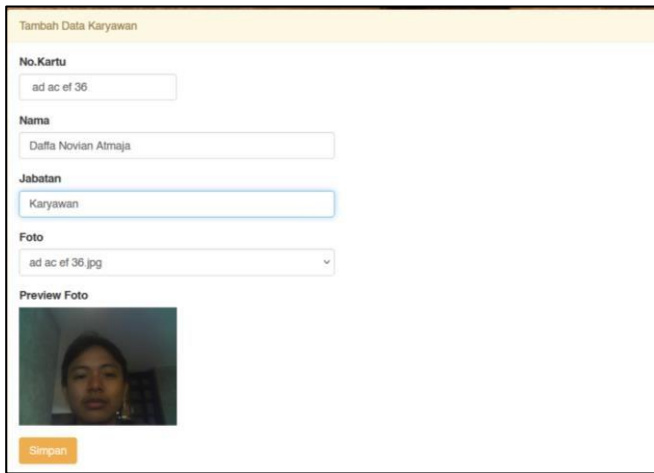 Tambah Data Karyawan
No.Kartu
ad ac ef 36
Nama
Daffa Novian Atmaja
Jabatan
Karyawan
Foto
ad ac ef 36.jpg
Preview Foto
Simpan